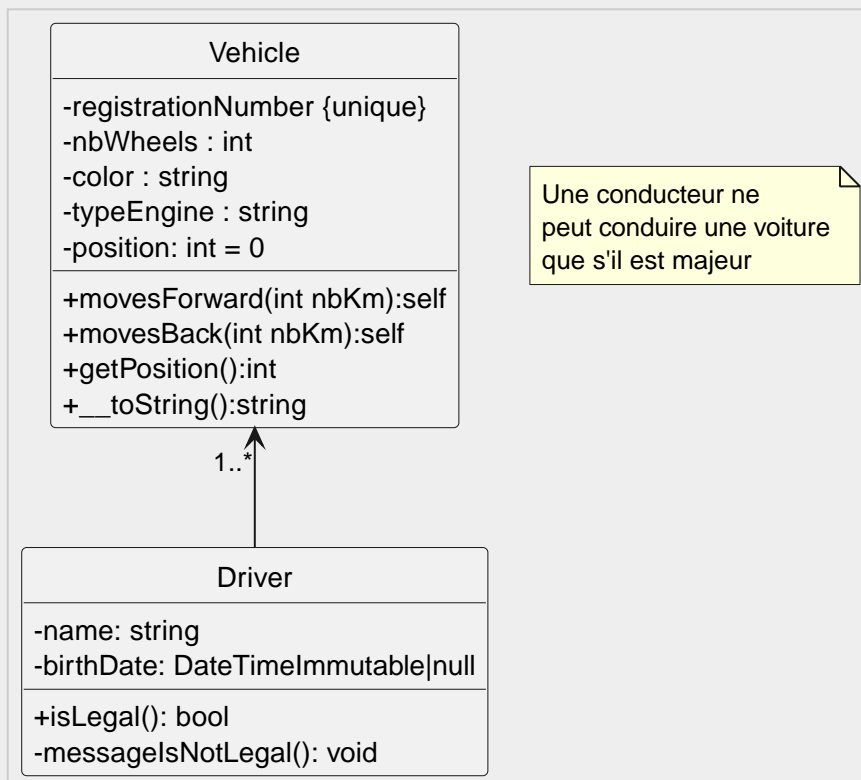 Vehicle
-registrationNumber {unique}
-nbWheels : int
-color : string
-typeEngine : string
-position: int = 0
+movesForward(int nbKm):self
+movesBack(int nbKm):self
+getPosition():int
+__toString():string
Une conducteur ne
peut conduire une voiture
que s'il est majeur
1..*
Driver
-name: string
-birthDate: DateTimeImmutable|null
+isLegal(): bool
-messageIsNotLegal(): void